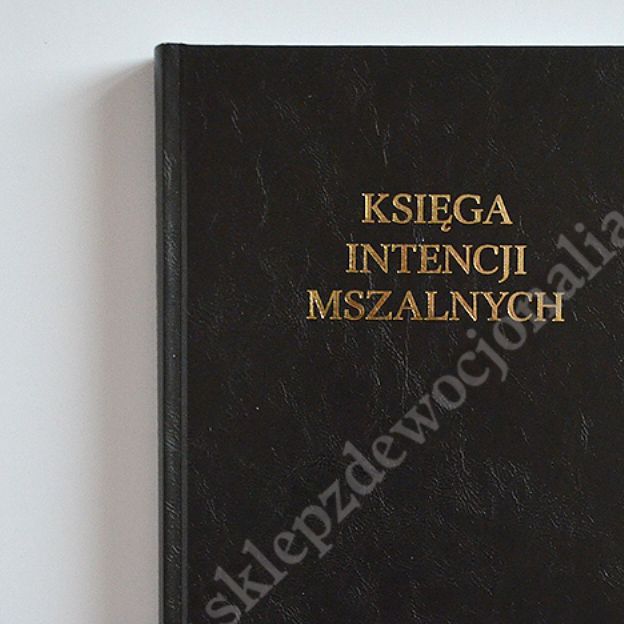 KSIĘGA
INTENCJI
MSZALNYCH
sklepzdewocjonalia